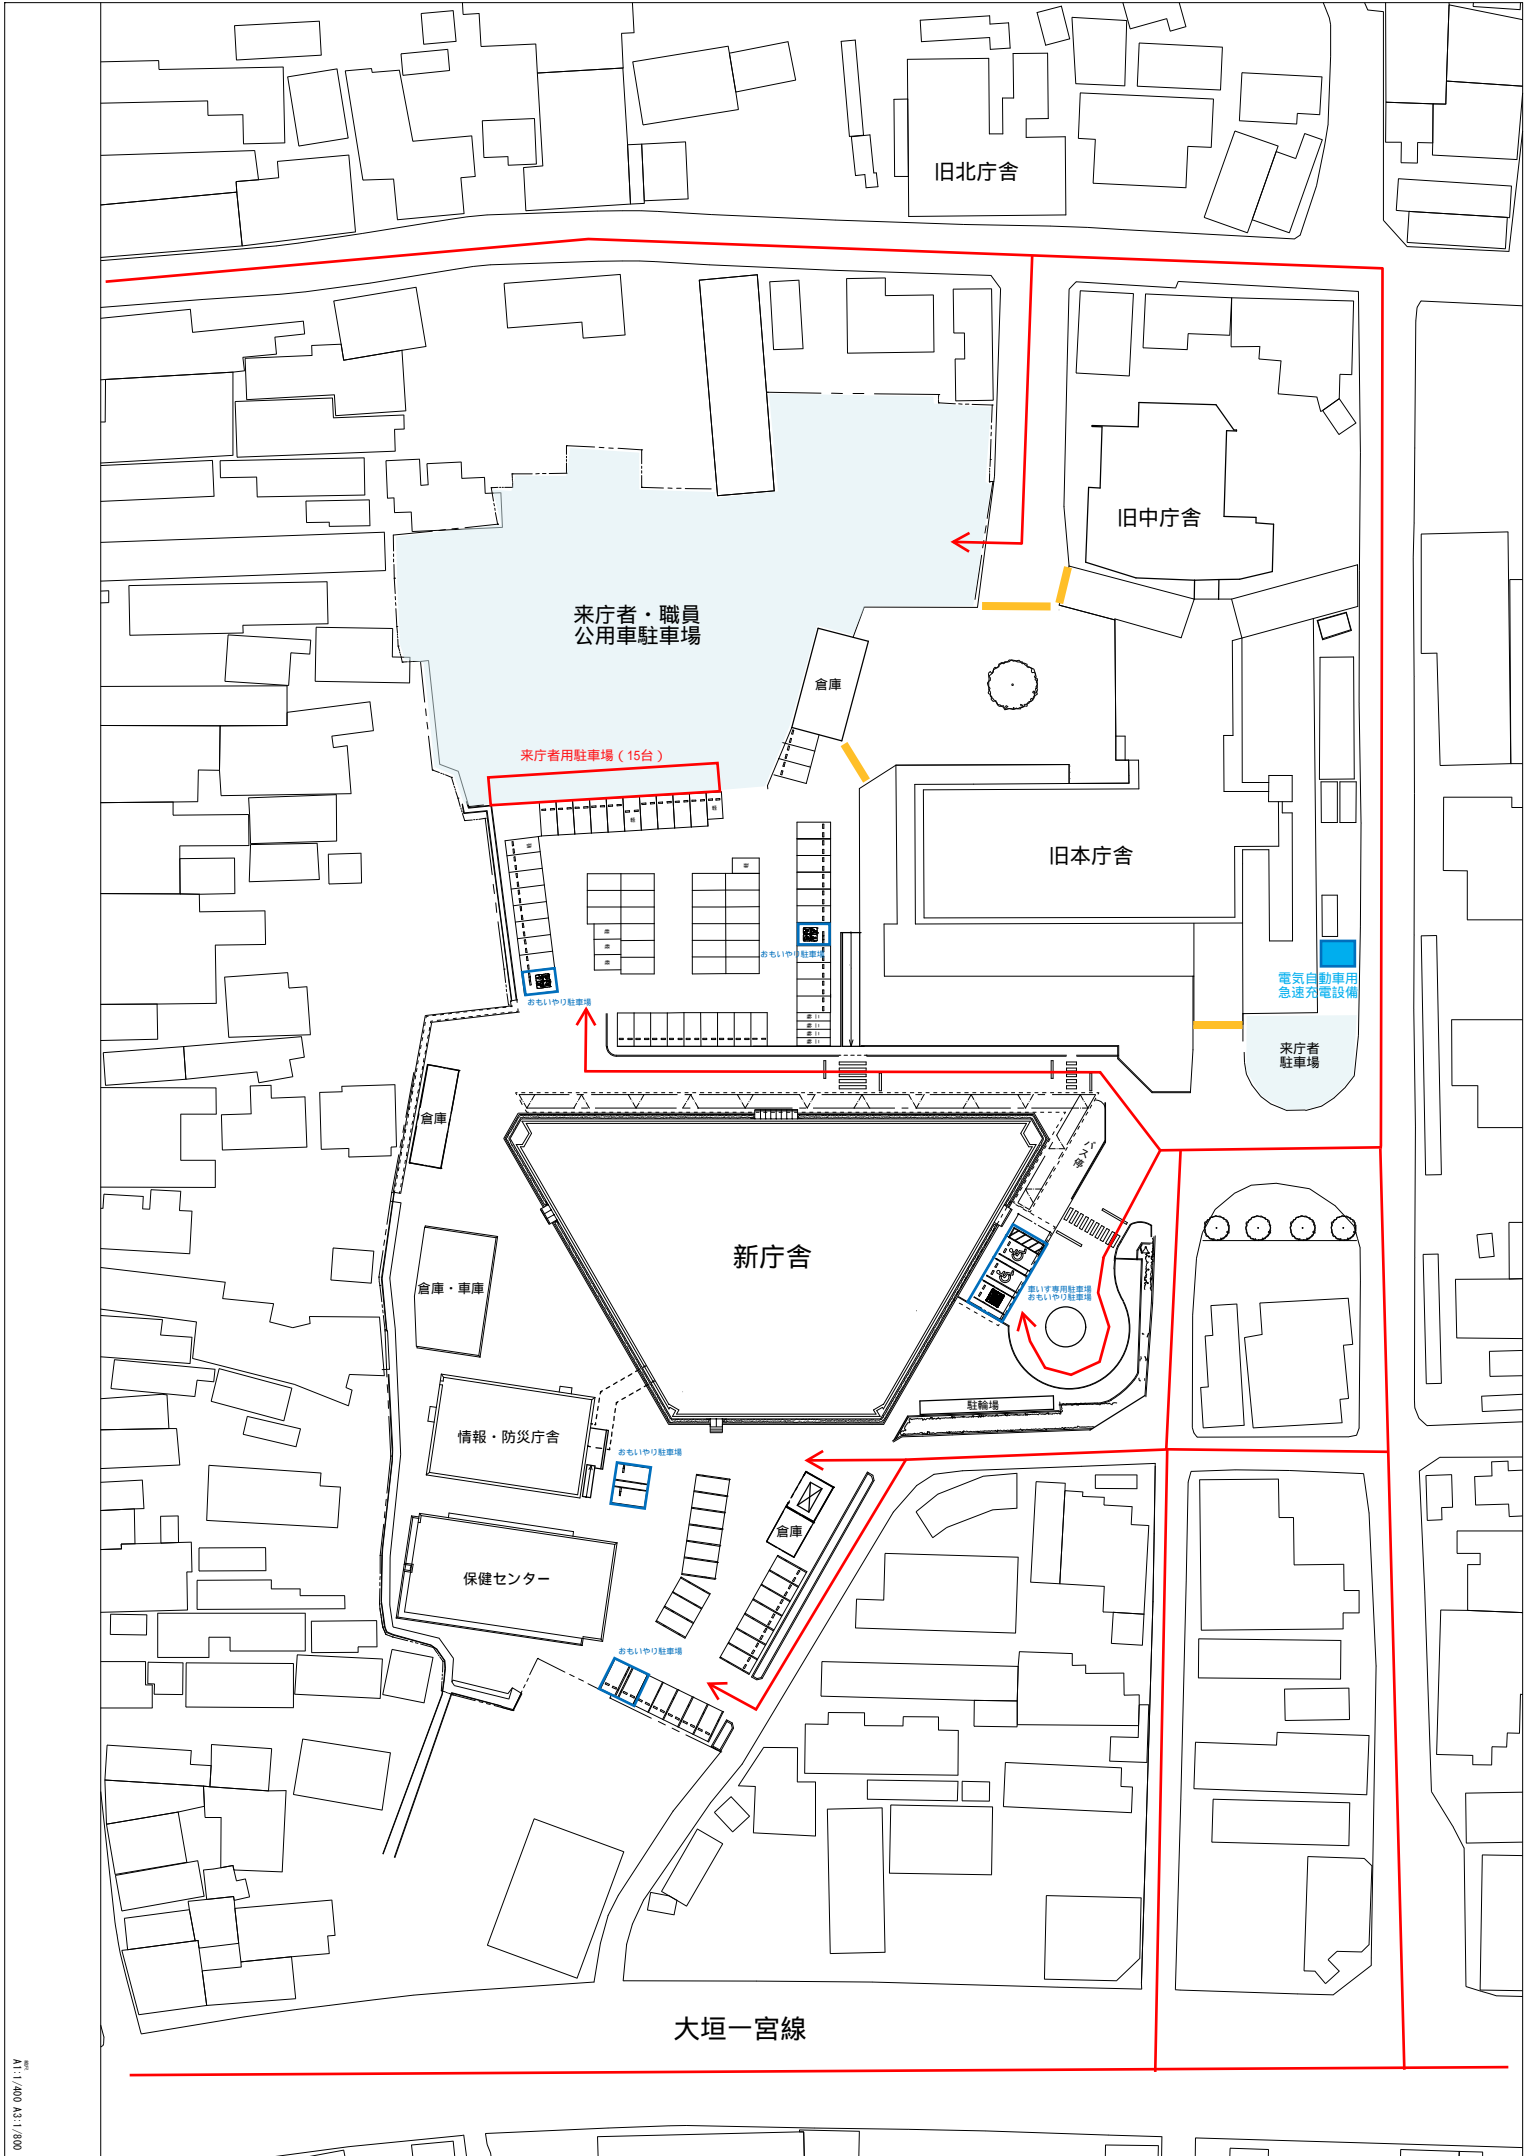 旧北庁舎
旧中庁舎
来庁者・職員
公用車駐車場
倉庫
来庁者用駐車場（15台）
旧本庁舎
おもいやり駐車場
電気自動車用
急速充電設備
おもいやり駐車場
来庁者
駐車場
倉庫
バス停
新庁舎
倉庫・車庫
車いす専用駐車場
おもいやり駐車場
駐輪場
情報・防災庁舎
おもいやり駐車場
倉庫
保健センター
おもいやり駐車場
大垣一宮線
A1:1/400 A3:1/800